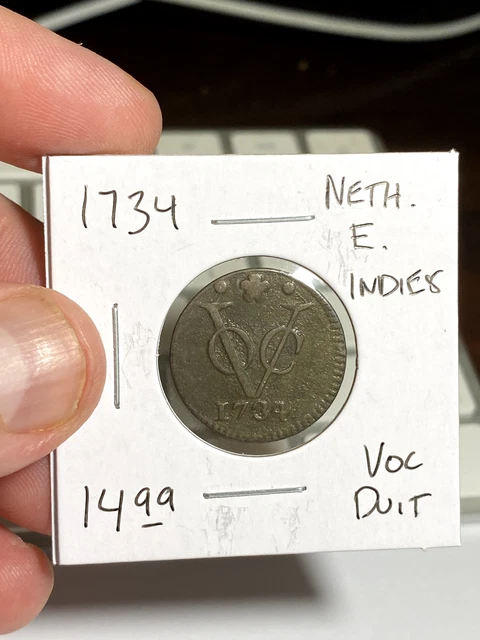 1734
NETH.
E.
INDIES
VOC
1734
1499
VOC
DUIT